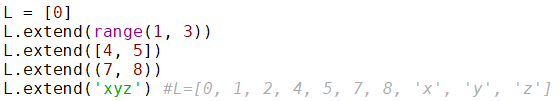 L = [0]
L.extend(range(1, 3))
L.extend([4, 5])
L.extend((7, 8))
L.extend('xyz') #L=[0, 1, 2, 4, 5, 7, 8, 'x', 'y', 'z']